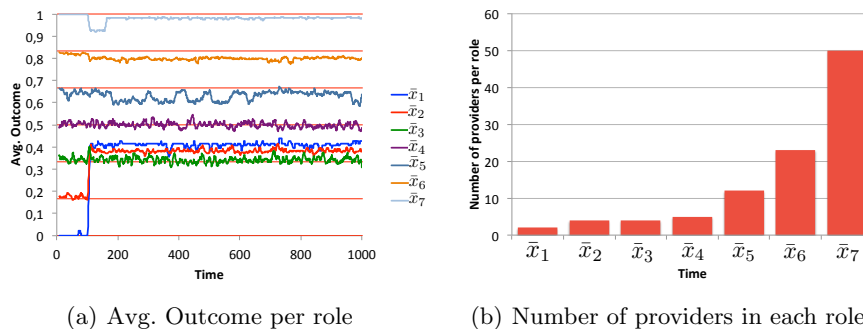 Avg. Outcome
1
0,9
0,8
0,7
0,6
0,5
0,4
0,3
0,2
0,1
0
200
400
600
800
1000
Time
x̄1
x̄2
x̄3
x̄4
x̄5
x̄6
x̄7
(a) Avg. Outcome per role
Number of providers per role
60
50
40
30
20
10
0
x̄1 x̄2 x̄3 x̄4 x̄5 x̄6 x̄7
Time
(b) Number of providers in each role